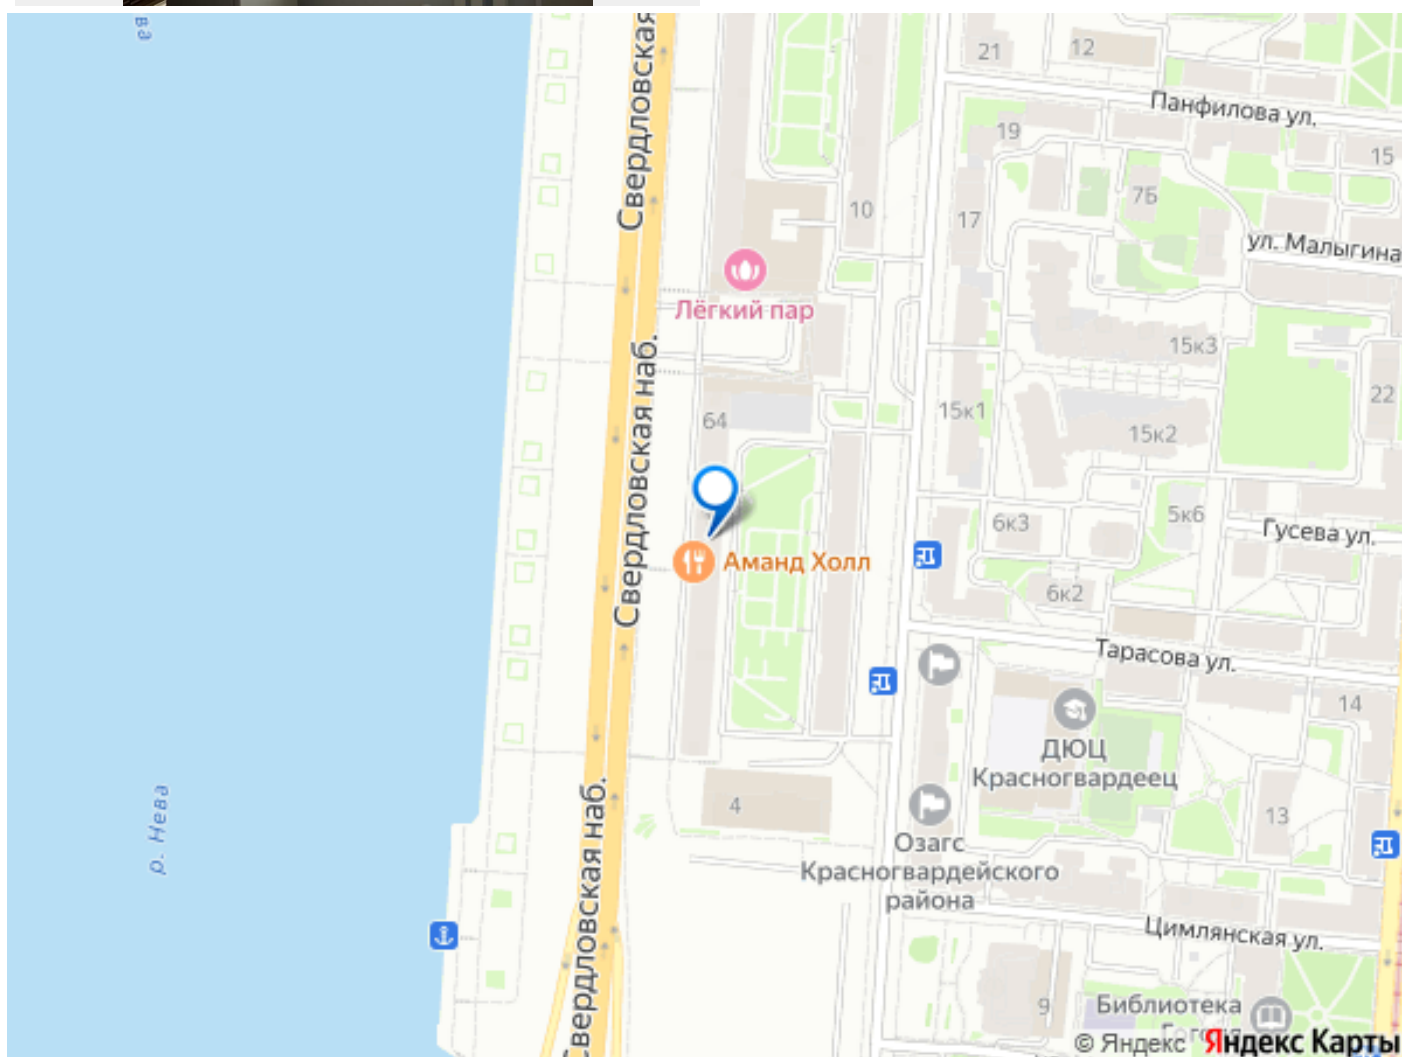 ва
Свердловская
21
12
Панфилова ул.
19
15
7Б
10
17
ул. Малыгина
Лёгкий пар
Свердловская наб.
15к3
22
64
15к1
15к2
6к3
5к6
Гусева ул.
Аманд Холл
6к2
Тарасова ул.
14
ДЮЦ
Красногвардеец
р. Нева
4
13
Озагс
Красногвардейского
района
Свердловская наб.
Цимлянская ул.
9
Библиотека
© Яндекс Яндекс Карты